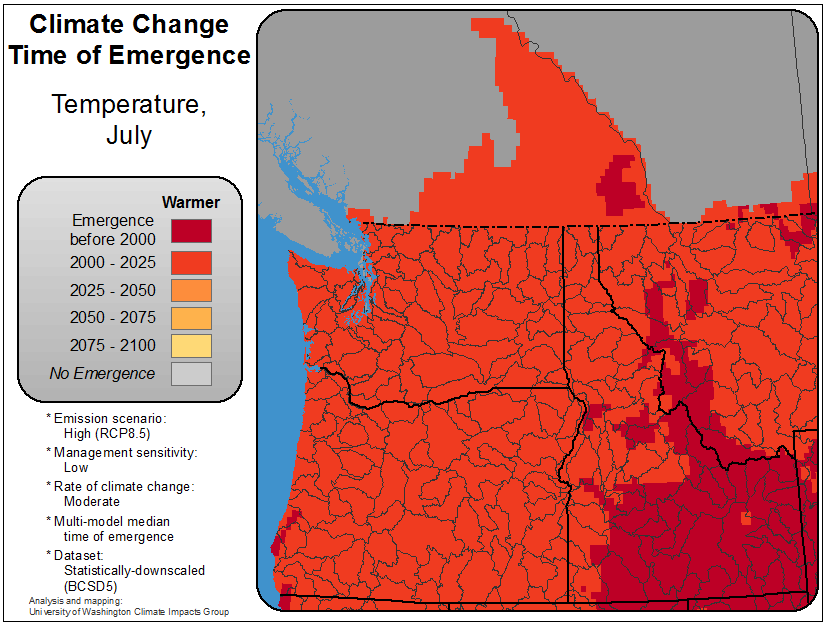 Climate Change
Time of Emergence
Temperature,
July
Warmer
Emergence
before 2000
2000 - 2025
2025 - 2050
2050 - 2075
2075 - 2100
No Emergence
* Emission scenario:
High (RCP8.5)
* Management sensitivity:
Low
* Rate of climate change:
Moderate
* Multi-model median
time of emergence
* Dataset:
Statistically-downscaled
(BCSD5)
Analysis and mapping:
University of Washington Climate Impacts Group